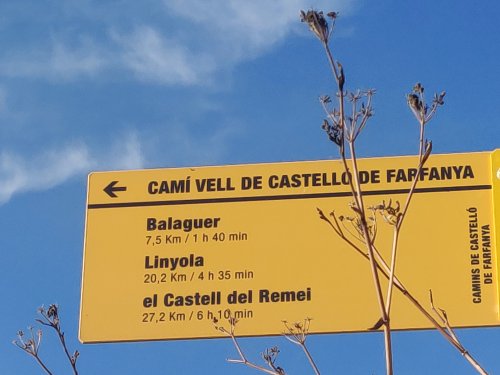 CAMÍ VELL DE CASTELLÓ DE FARFANYA
Balaguer
7,5 Km / 1 h 40 min
Linyola
20,2 Km / 4 h 35 min
el Castell del Remei
27,2 Km / 6 h 10 min
CAMINS DE CASTELLÓ
DE FARFANYA